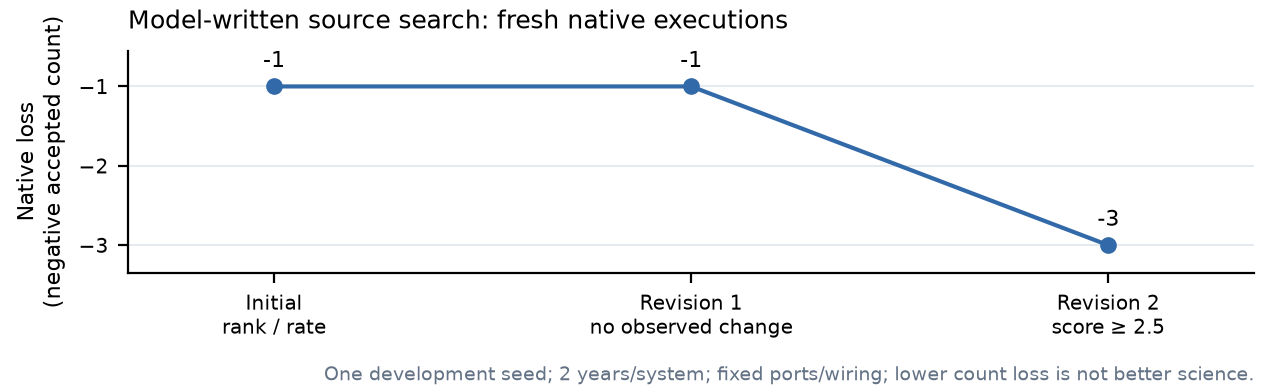 Model-written source search: fresh native executions
Native loss
(negative accepted count)
−1
−2
−3
-1
-1
-3
Initial
rank / rate
Revision 1
no observed change
Revision 2
score ≥ 2.5
One development seed; 2 years/system; fixed ports/wiring; lower count loss is not better science.